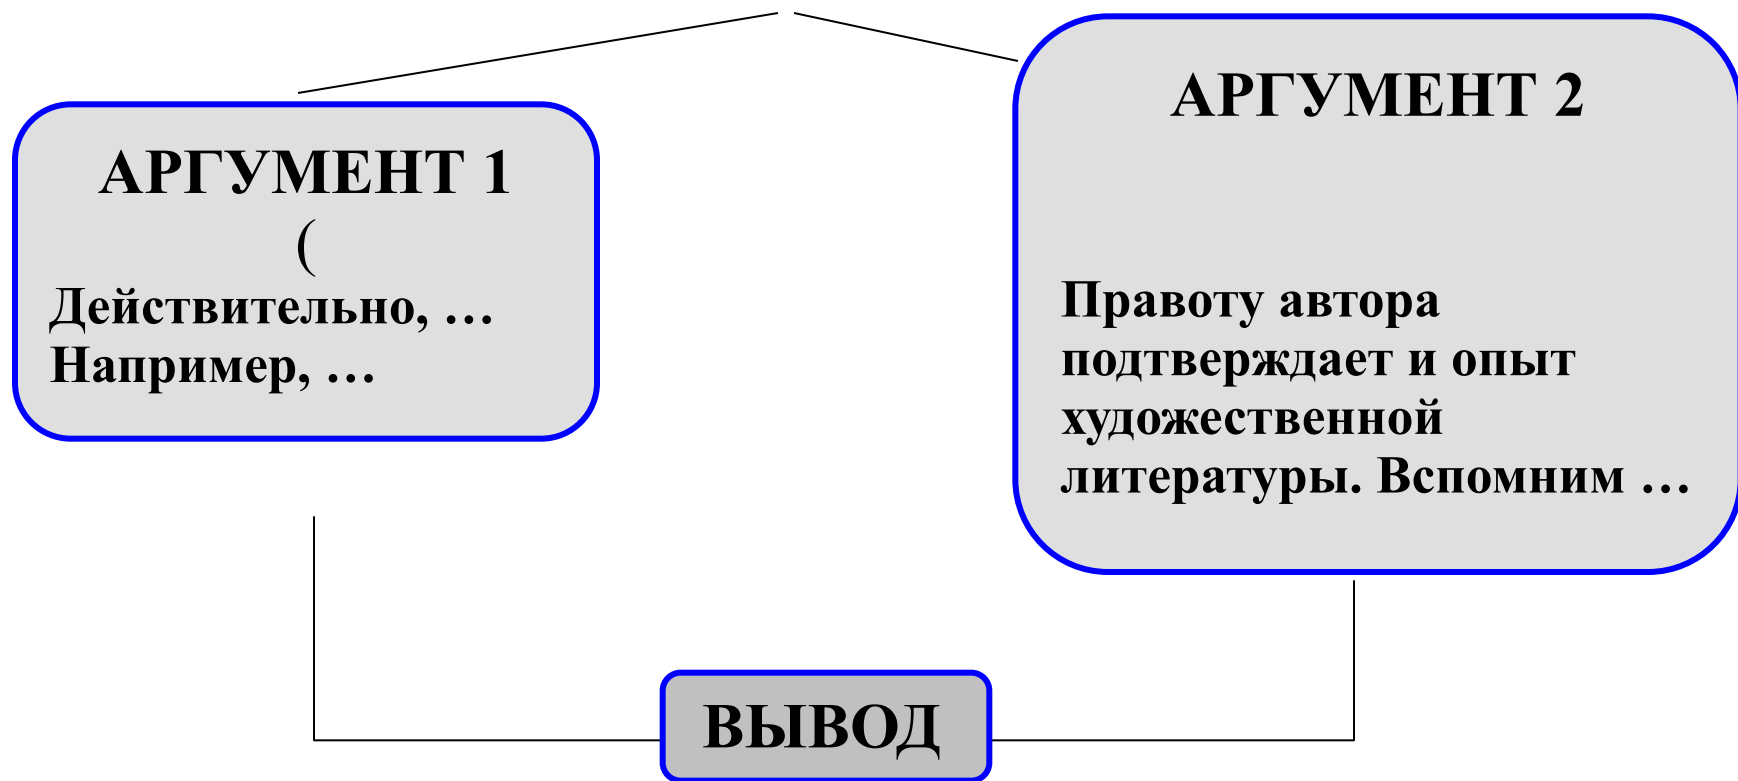 АРГУМЕНТ 1
(
Действительно, …
Например, …
АРГУМЕНТ 2
Правоту автора
подтверждает и опыт
художественной
литературы. Вспомним …
ВЫВОД